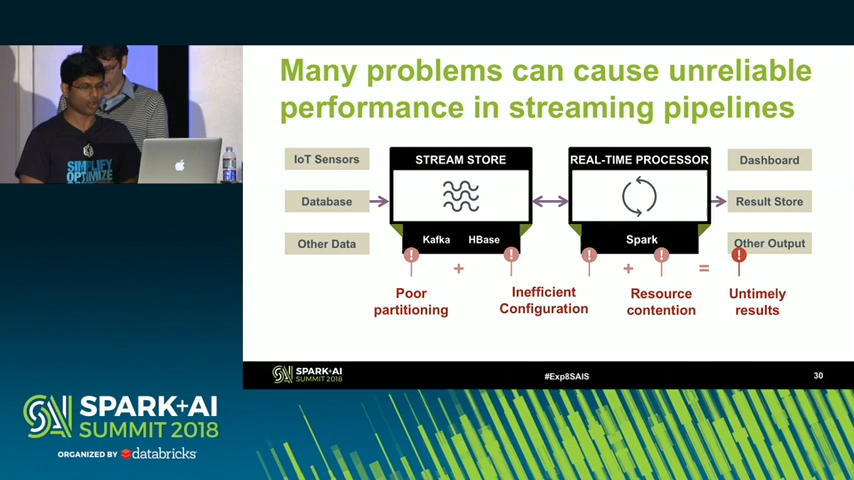 Many problems can cause unreliable
performance in streaming pipelines
IoT Sensors
Database
Other Data
STREAM STORE
Kafka HBase
REAL-TIME PROCESSOR
Spark
Dashboard
Result Store
Other Output
! ! ! ! !
+ + =
Poor
partitioning
Inefficient
Configuration
Resource
contention
Untimely
results
SPARK+AI
SUMMIT 2018
#Exp8SAIS
30
SIMPLIFY
OPTIMIZE
SPARK+AI
SUMMIT 2018
ORGANIZED BY databricks